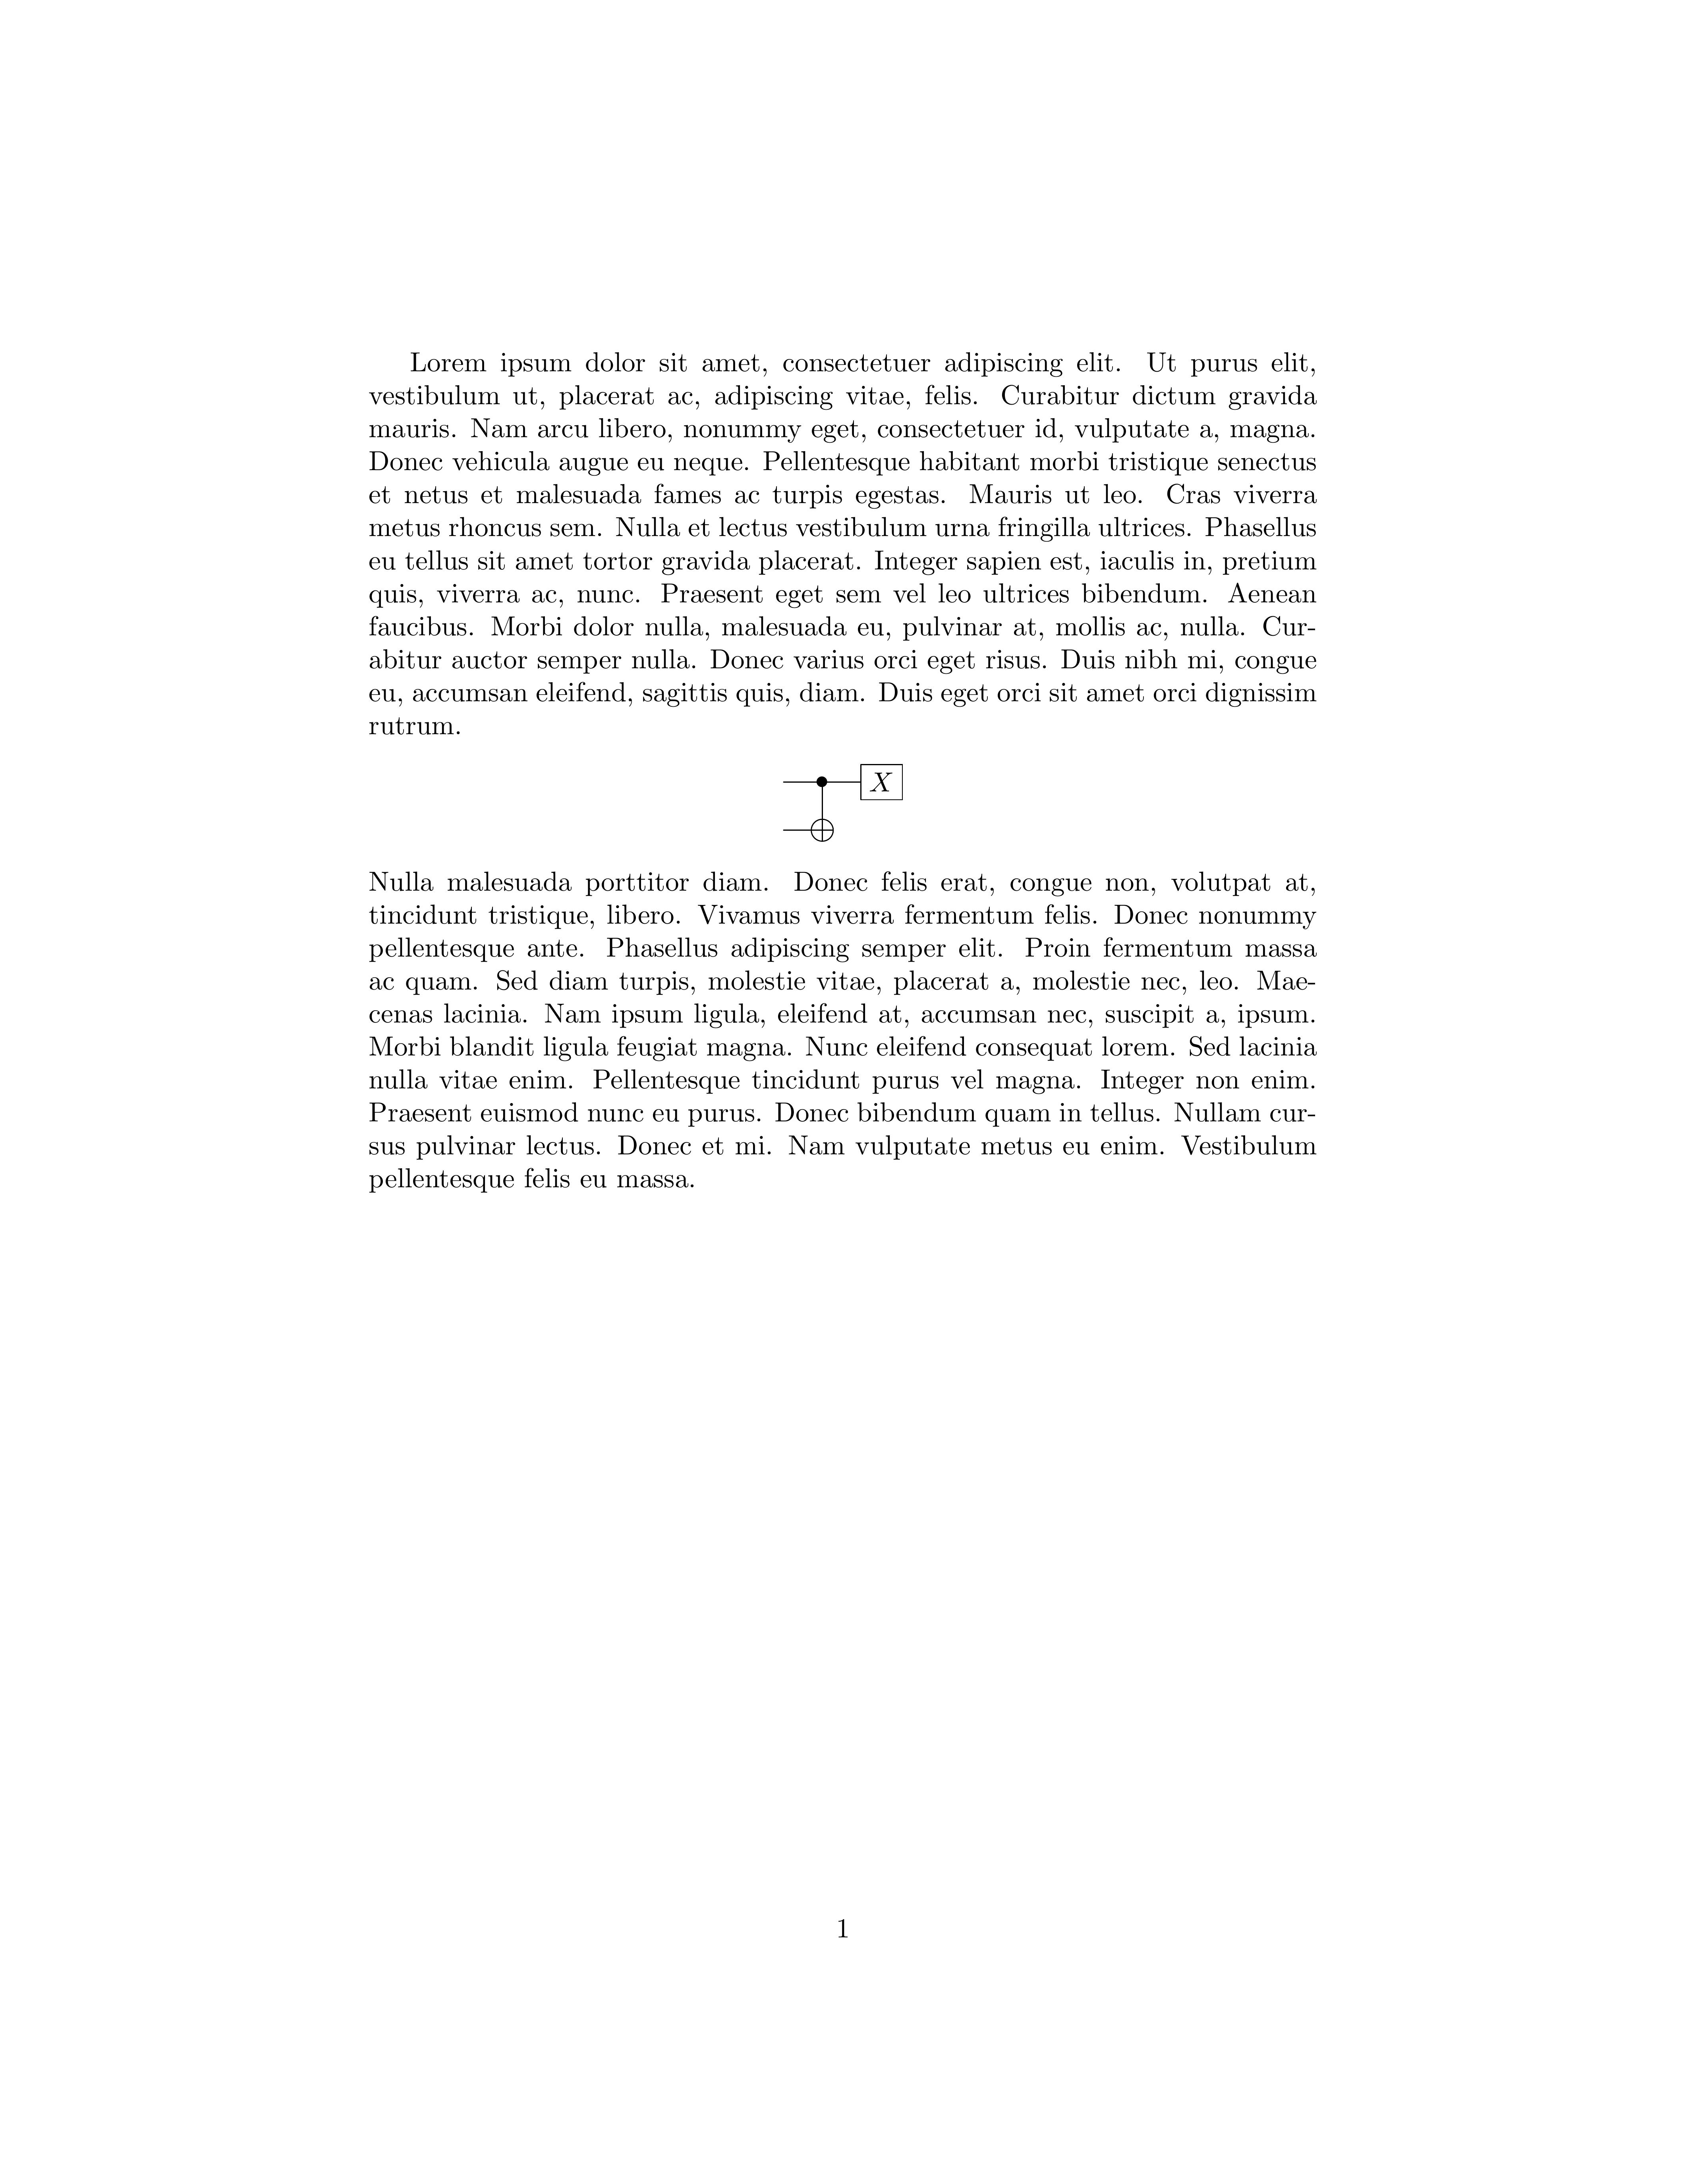 Lorem ipsum dolor sit amet, consectetuer adipiscing elit. Ut purus elit,
vestibulum ut, placerat ac, adipiscing vitae, felis. Curabitur dictum gravida
mauris. Nam arcu libero, nonummy eget, consectetuer id, vulputate a, magna.
Donec vehicula augue eu neque. Pellentesque habitant morbi tristique senectus
et netus et malesuada fames ac turpis egestas. Mauris ut leo. Cras viverra
metus rhoncus sem. Nulla et lectus vestibulum urna fringilla ultrices. Phasellus
eu tellus sit amet tortor gravida placerat. Integer sapien est, iaculis in, pretium
quis, viverra ac, nunc. Praesent eget sem vel leo ultrices bibendum. Aenean
faucibus. Morbi dolor nulla, malesuada eu, pulvinar at, mollis ac, nulla. Cur-
abitur auctor semper nulla. Donec varius orci eget risus. Duis nibh mi, congue
eu, accumsan eleifend, sagittis quis, diam. Duis eget orci sit amet orci dignissim
rutrum.
X
Nulla malesuada porttitor diam. Donec felis erat, congue non, volutpat at,
tincidunt tristique, libero. Vivamus viverra fermentum felis. Donec nonummy
pellentesque ante. Phasellus adipiscing semper elit. Proin fermentum massa
ac quam. Sed diam turpis, molestie vitae, placerat a, molestie nec, leo. Mae-
cenas lacinia. Nam ipsum ligula, eleifend at, accumsan nec, suscipit a, ipsum.
Morbi blandit ligula feugiat magna. Nunc eleifend consequat lorem. Sed lacinia
nulla vitae enim. Pellentesque tincidunt purus vel magna. Integer non enim.
Praesent euismod nunc eu purus. Donec bibendum quam in tellus. Nullam cur-
sus pulvinar lectus. Donec et mi. Nam vulputate metus eu enim. Vestibulum
pellentesque felis eu massa.
1